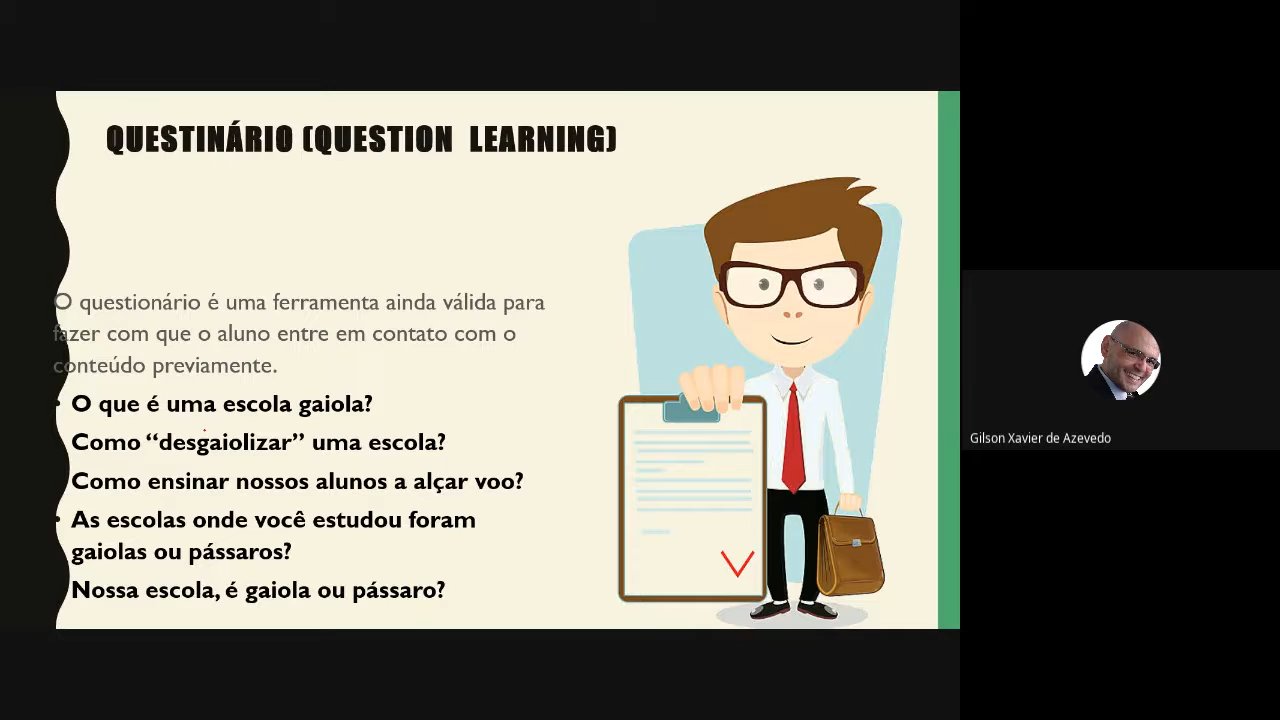 QUESTINÁRIO (QUESTION LEARNING)
O questionário é uma ferramenta ainda válida para
fazer com que o aluno entre em contato com o
conteúdo previamente.
• O que é uma escola gaiola?
Como “desgaiolizar” uma escola?
Como ensinar nossos alunos a alçar voo?
• As escolas onde você estudou foram
gaiolas ou pássaros?
Nossa escola, é gaiola ou pássaro?
Gilson Xavier de Azevedo